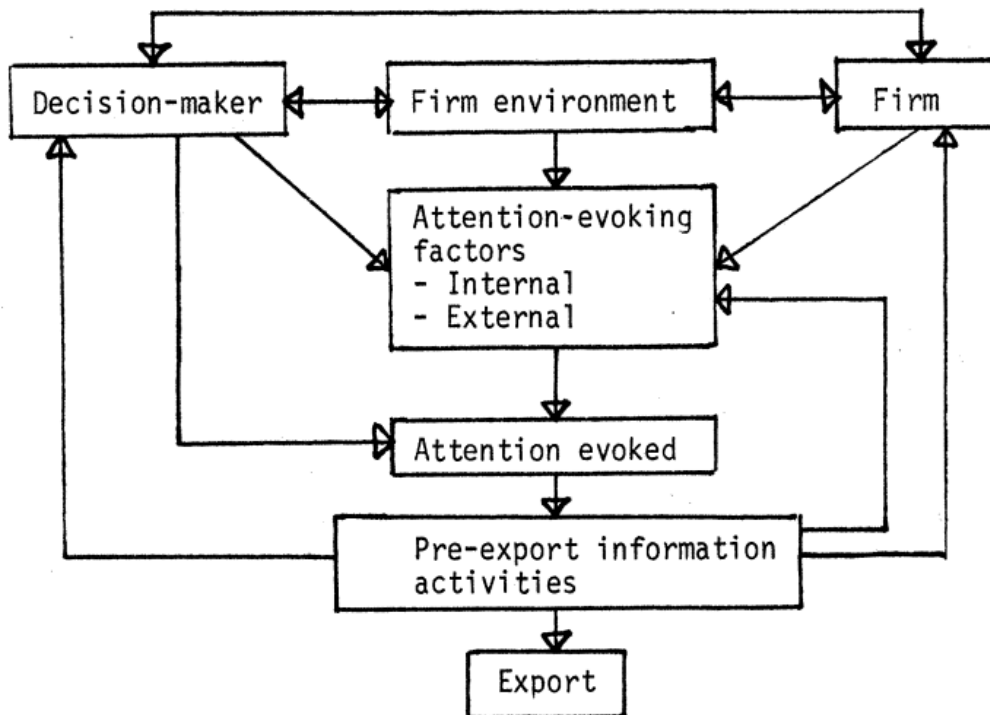 Decision-maker
Firm environment
Firm
Attention-evoking
factors
- Internal
- External
Attention evoked
Pre-export information
activities
Export